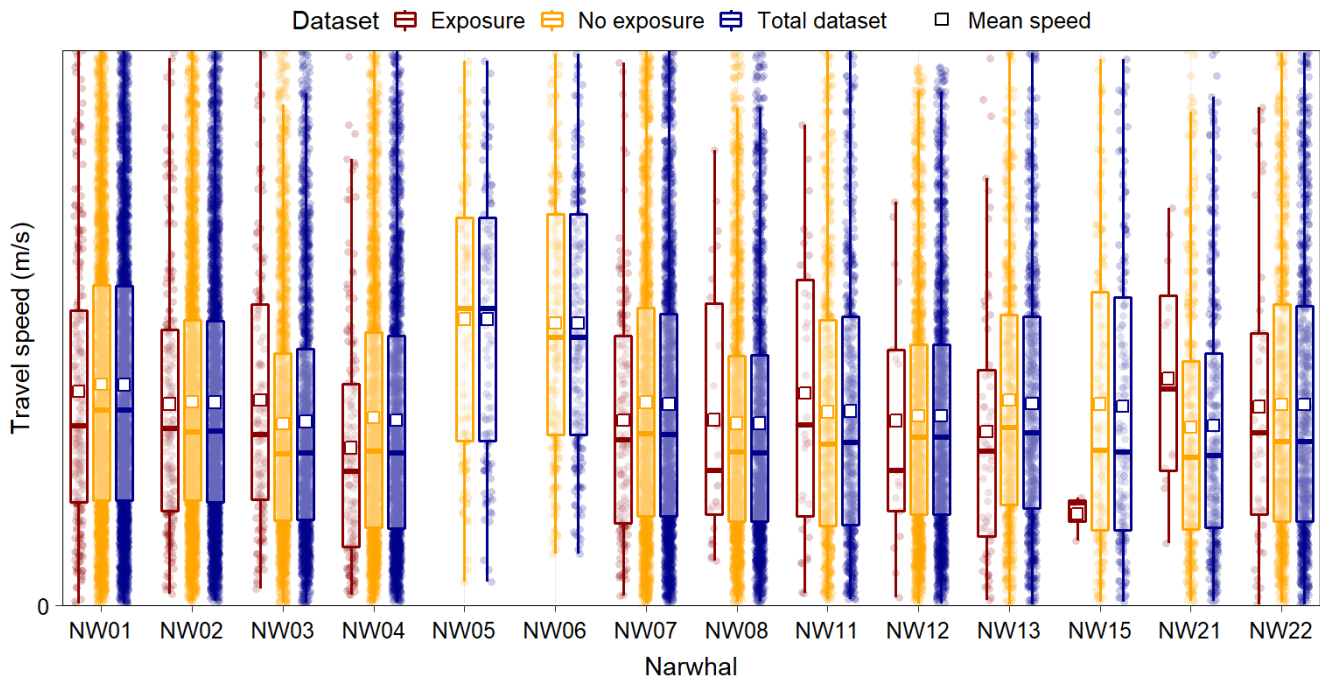 Dataset Exposure No exposure Total dataset Mean speed
Travel speed (m/s)
0
NW01 NW02 NW03 NW04 NW05 NW06 NW07 NW08 NW11 NW12 NW13 NW15 NW21 NW22
Narwhal